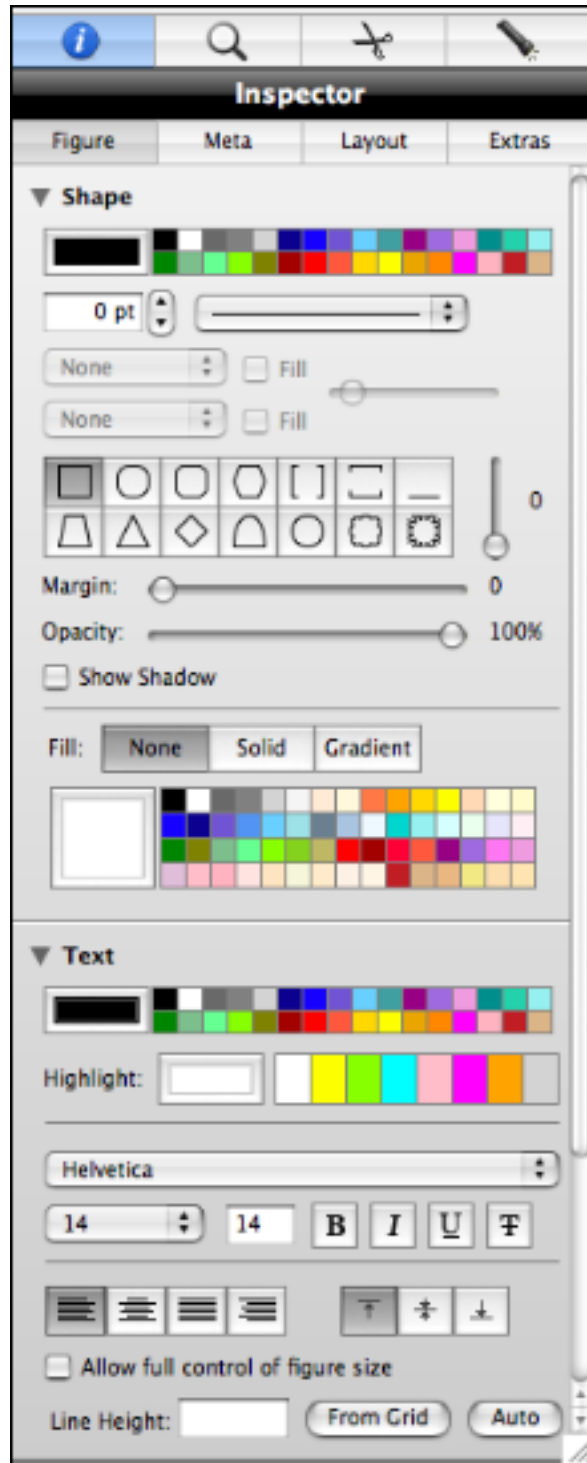 Inspector
Figure Meta Layout Extras
Shape
0 pt
None Fill
None Fill
0
Margin: 0
Opacity: 100%
Show Shadow
Fill: None Solid Gradient
Text
Highlight:
Helvetica
14 14 B I U T
Allow full control of figure size
Line Height: From Grid Auto